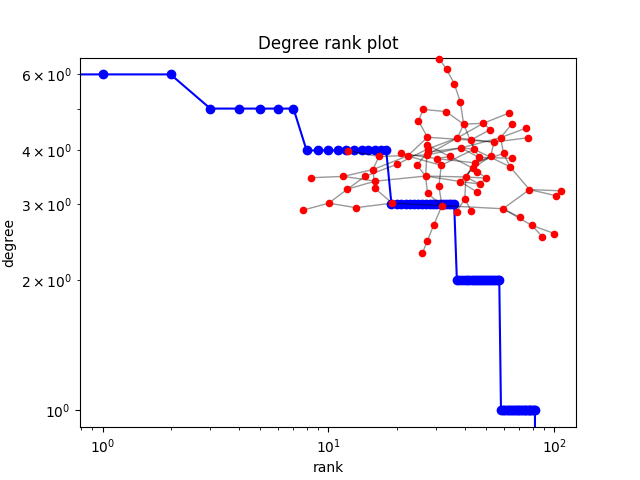 Degree rank plot
degree
6 × 10⁰
4 × 10⁰
3 × 10⁰
2 × 10⁰
10⁰
10⁰ 10¹ 10²
rank